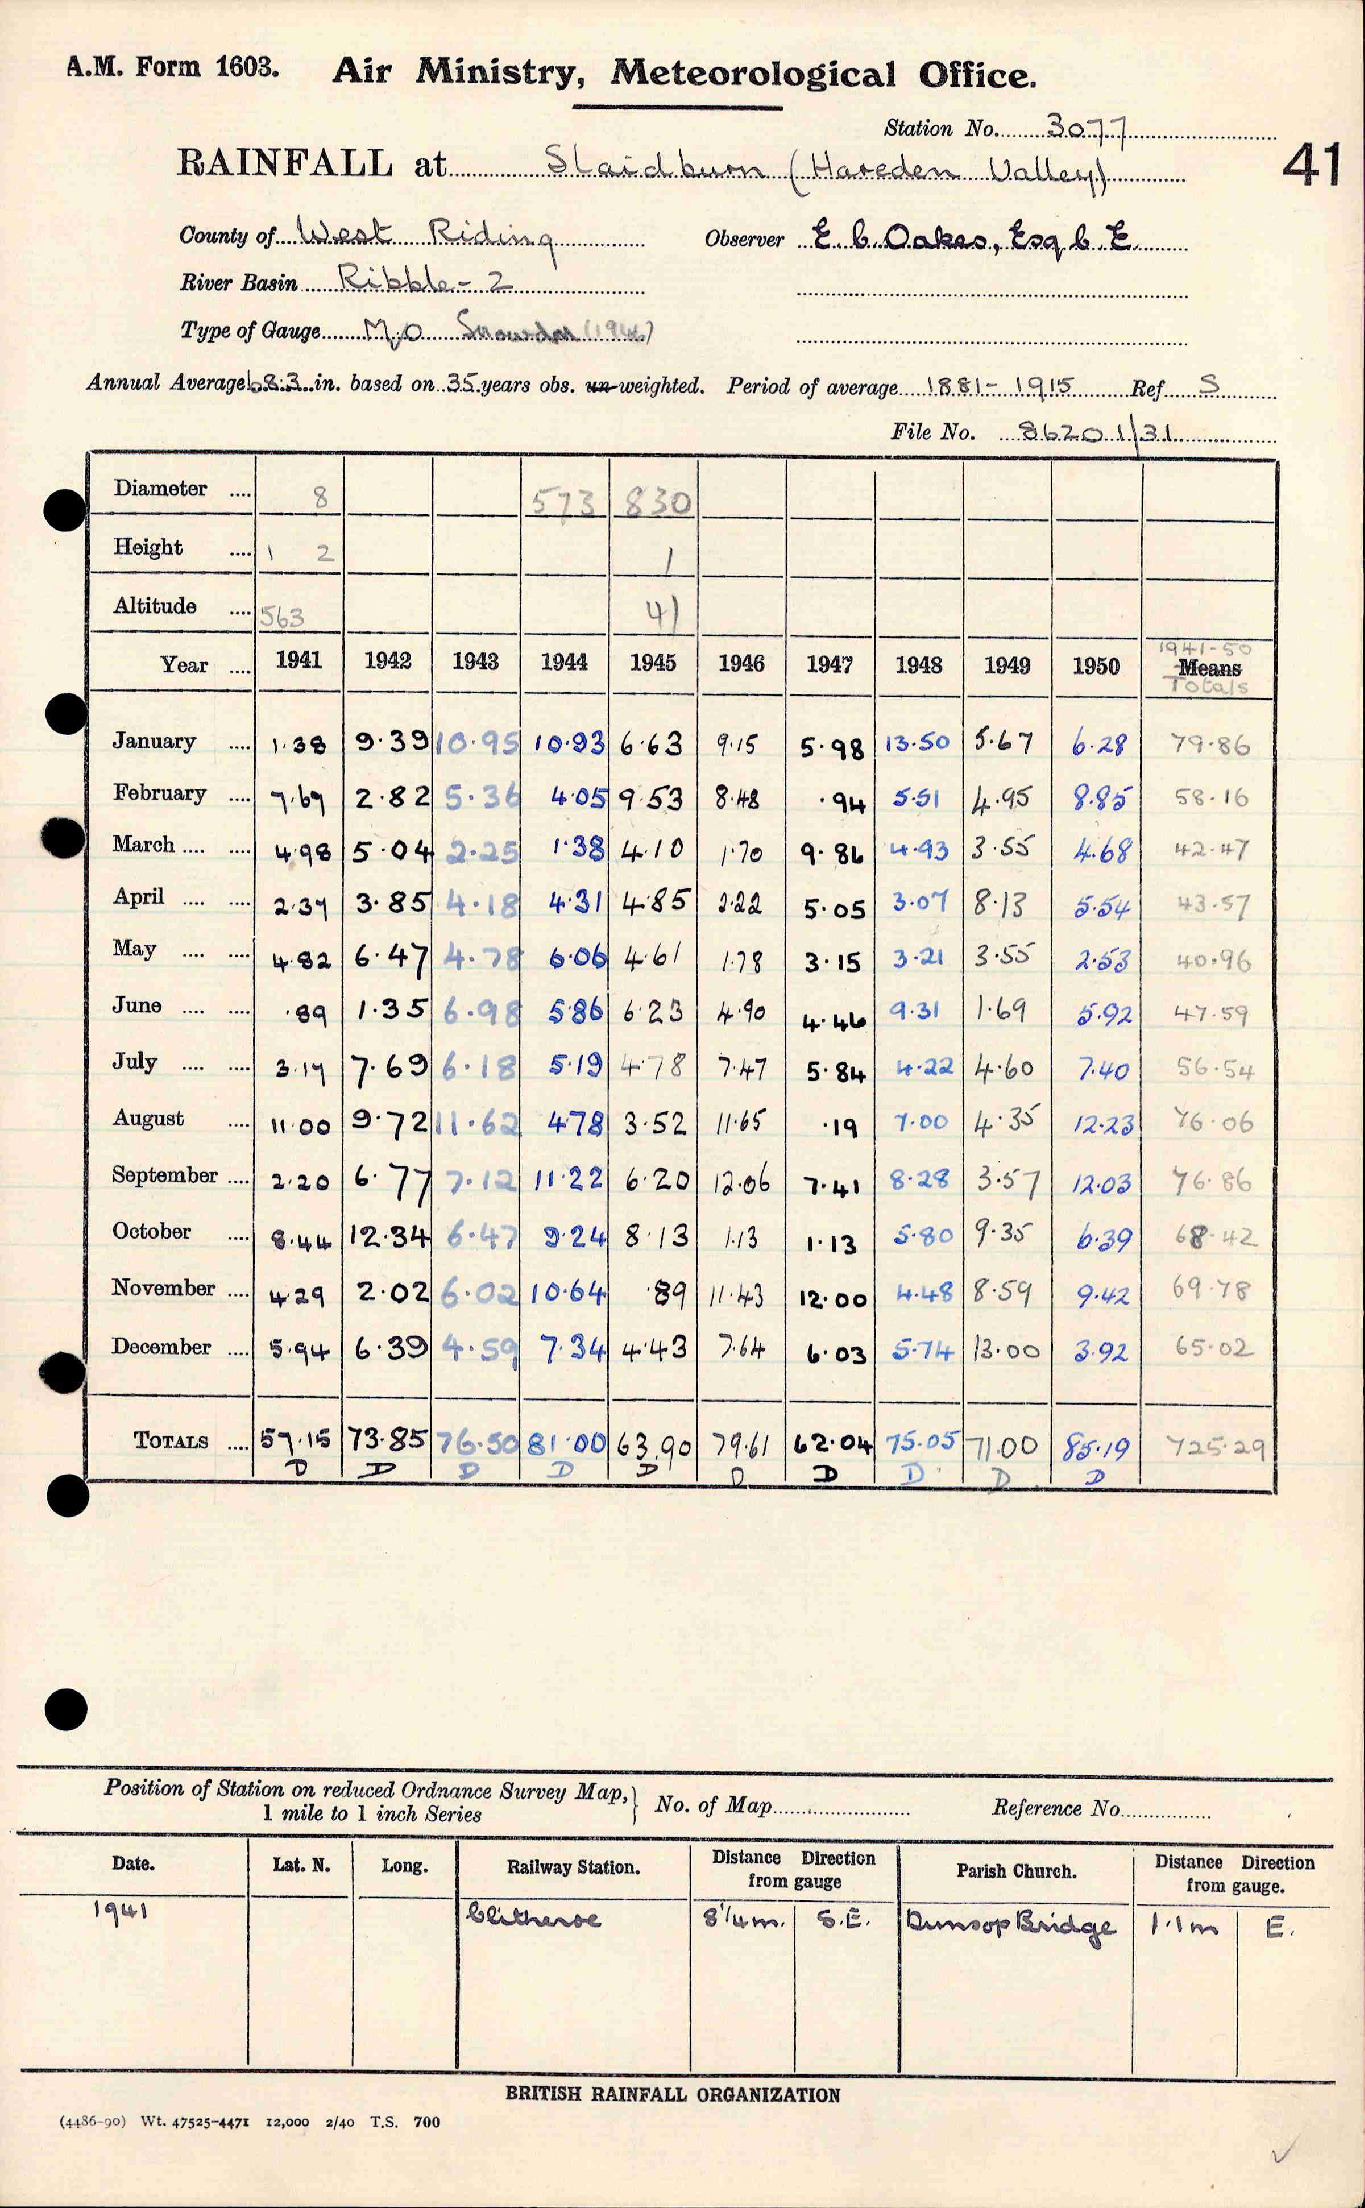 A.M. Form 1603. Air Ministry, Meteorological Office.
Station No. 3077
RAINFALL at Slaidburn (Hareden Valley)
41
County of West Riding Observer E. C. Oakes, Esq C. E.
River Basin Ribble - 2
Type of Gauge M.O Snowdon
Annual Average 68.3 in. based on 35 years obs. un-weighted. Period of average 1881-1915 Ref S
File No. 86201/31
Diameter .... 8 573 830
Height .... 1 2 1
Altitude .... 563 41
1941-50
Year .... 1941 1942 1943 1944 1945 1946 1947 1948 1949 1950 Means
Totals
January .... 1.38 9.39 10.95 10.93 6.63 9.15 5.98 13.50 5.67 6.28 79.86
February .... 7.67 2.82 5.36 4.05 9.53 8.48 .94 5.51 4.95 8.85 58.16
March .... .... 4.98 5.04 2.25 1.38 4.10 1.70 9.86 4.93 3.55 4.68 42.47
April .... .... 2.37 3.85 4.18 4.31 4.85 2.22 5.05 3.07 8.13 5.54 43.57
May .... .... 4.82 6.47 4.78 6.06 4.61 1.78 3.15 3.21 3.55 2.53 40.96
June .... .... .89 1.35 6.98 5.86 6.23 4.90 4.46 9.31 1.69 5.92 47.59
July .... .... 3.17 7.69 6.18 5.19 4.78 7.47 5.84 4.22 4.60 7.40 56.54
August .... 11.00 9.72 11.62 4.78 3.52 11.65 .19 7.00 4.35 12.23 76.06
September .... 2.20 6.77 7.12 11.22 6.20 12.06 7.41 8.28 3.57 12.03 76.86
October .... 8.44 12.34 6.47 9.24 8.13 1.13 1.13 5.80 9.35 6.39 68.42
November .... 4.29 2.02 6.02 10.64 .89 11.43 12.00 4.48 8.59 9.42 69.78
December .... 5.94 6.39 4.59 7.34 4.43 7.64 6.03 5.74 13.00 3.92 65.02
TOTALS .... 57.15 73.85 76.50 81.00 63.90 79.61 62.04 75.05 71.00 85.19 725.29
D D D D D D D D D D
Position of Station on reduced Ordnance Survey Map,} No. of Map Reference No.
1 mile to 1 inch Series
Date. Lat. N. Long. Railway Station. Distance Direction from gauge Parish Church. Distance Direction from gauge.
1941 Clitheroe 8 1/4 m. S.E. Dunsop Bridge 1.1 m E.
BRITISH RAINFALL ORGANIZATION
(4486-90) Wt. 47525-4471 12,000 2/40 T.S. 700